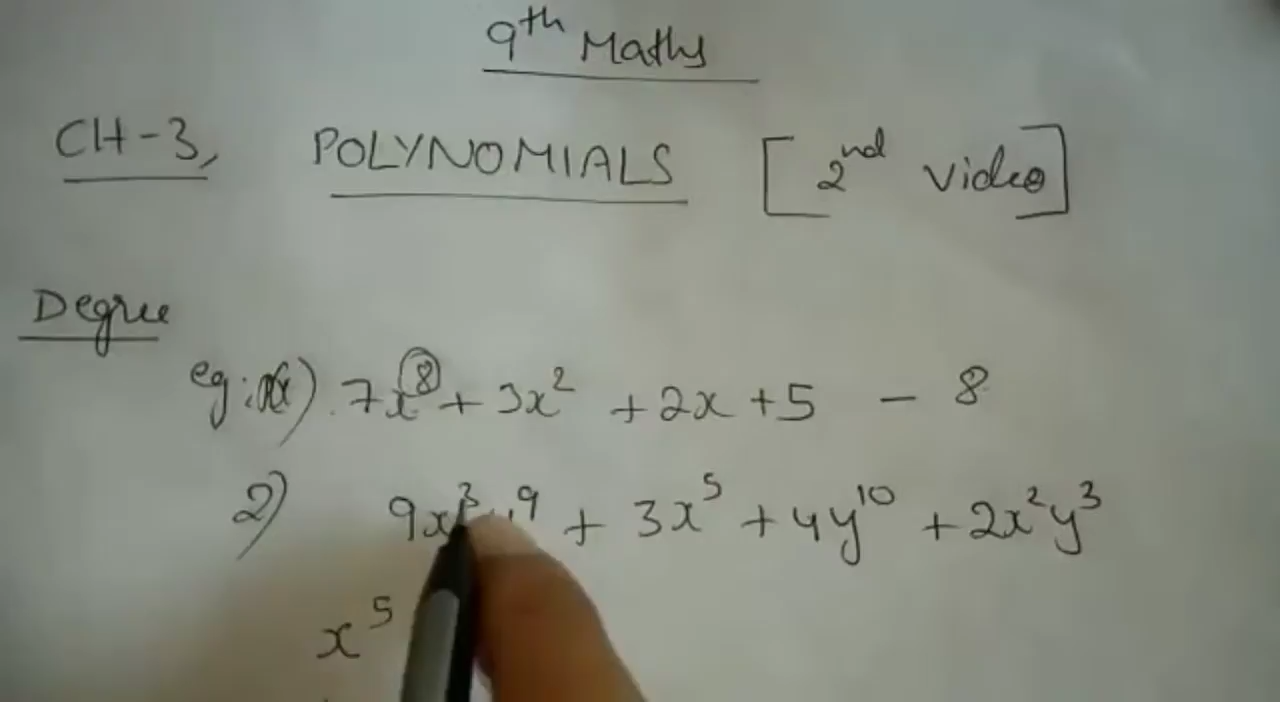 9th Maths
CH-3, POLYNOMIALS [2nd Video]
Degree
eg: 7x⁸ + 3x² + 2x + 5 - 8
2) 9x³ ⁹ + 3x⁵ + 4y¹⁰ + 2x²y³
x⁵